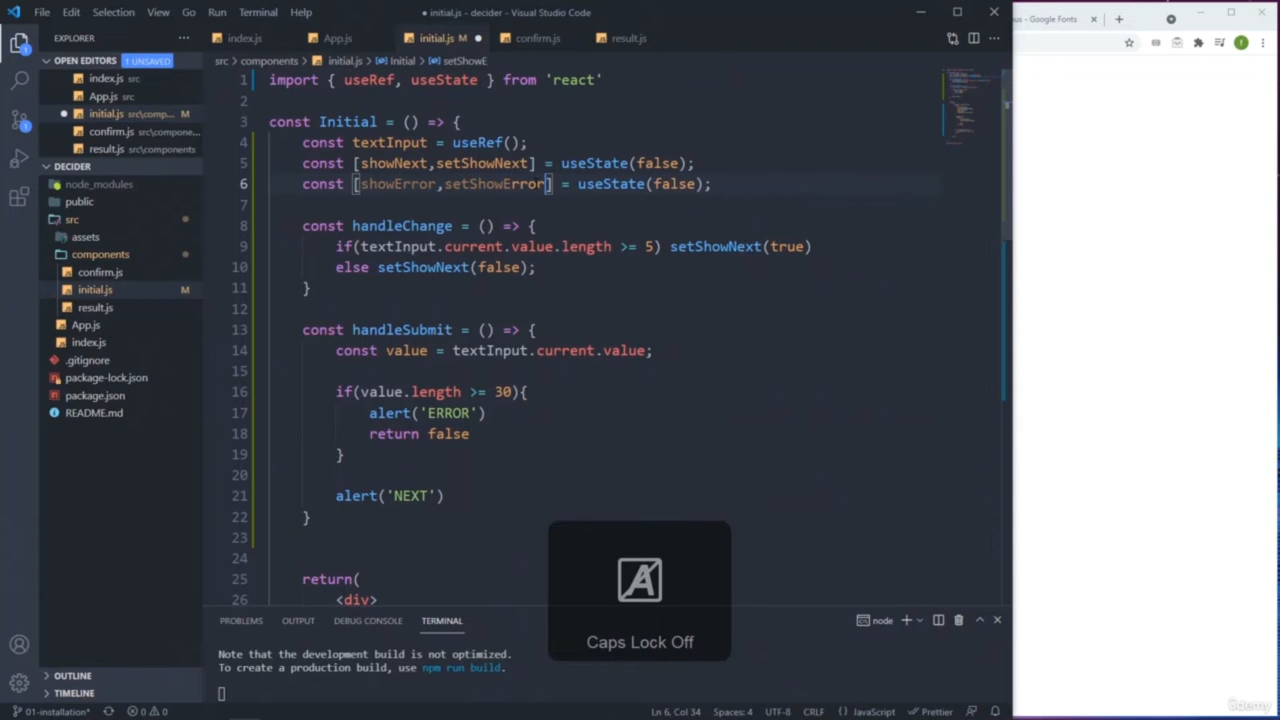 File Edit Selection View Go Run Terminal Help
initial.js - decider - Visual Studio Code
EXPLORER
OPEN EDITORS 1 UNSAVED
index.js src
App.js src
initial.js src\comp... M
confirm.js src\compone...
result.js src\components
DECIDER
node_modules
public
src
assets
components
confirm.js
initial.js M
result.js
App.js
index.js
.gitignore
package-lock.json
package.json
README.md
OUTLINE
TIMELINE
index.js App.js initial.js M confirm.js result.js
src > components > initial.js > Initial > setShowE
1 import { useRef, useState } from 'react'
2
3 const Initial = () => {
4 const textInput = useRef();
5 const [showNext,setShowNext] = useState(false);
6 const [showError,setShowError] = useState(false);
7
8 const handleChange = () => {
9 if(textInput.current.value.length >= 5) setShowNext(true)
10 else setShowNext(false);
11 }
12
13 const handleSubmit = () => {
14 const value = textInput.current.value;
15
16 if(value.length >= 30){
17 alert('ERROR')
18 return false
19 }
20
21 alert('NEXT')
22 }
23
24
25 return(
26 <div>
Caps Lock Off
PROBLEMS OUTPUT DEBUG CONSOLE TERMINAL
node
Note that the development build is not optimized.
To create a production build, use npm run build.
01-installation* 0 0
Ln 6, Col 34 Spaces: 4 UTF-8 CRLF JavaScript Prettier
us - Google Fonts
f
ûdemy